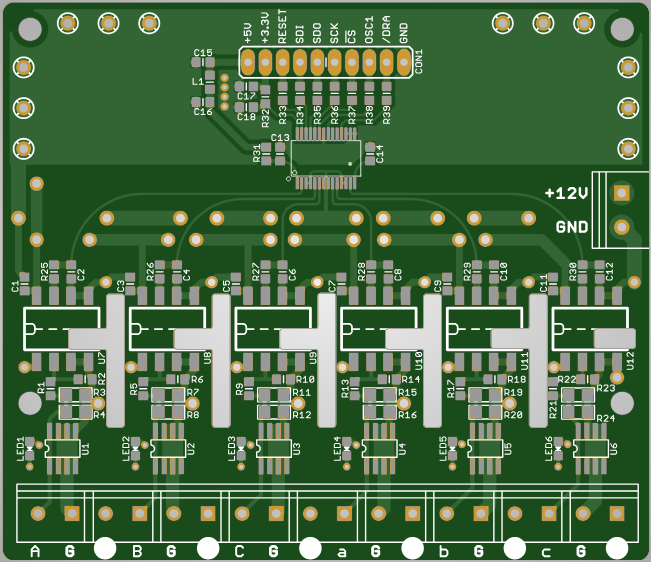 +5V
+3.3V
RESET
SDI
SDO
SCK
CS
OSC1
/DRA
GND
CON1
C15
L1
C16
C17
C18
R32
R33
R34
R35
R36
R37
R38
R39
C13
R31
C14
+12V
GND
C1 R25 C2 C3 R26 C4 C5 R27 C6 C7 R28 C8 C9 R29 C10 C11 R30 C12
U7 U8 U9 U10 U11 U12
R1 R2 R5 R6 R9 R10 R13 R14 R17 R18 R21 R22
R3 R7 R11 R15 R19 R23
R4 R8 R12 R16 R20 R24
LED1 U1 LED2 U2 LED3 U3 LED4 U4 LED5 U5 LED6 U6
A G B G C G a G b G c G